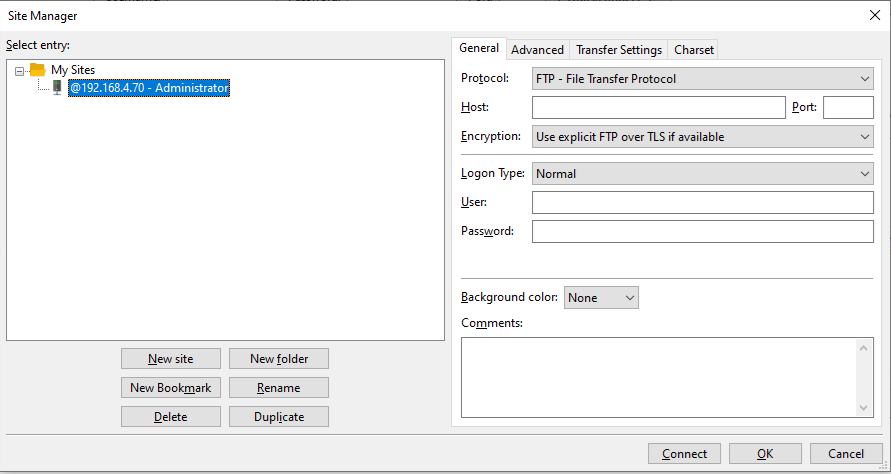 Site Manager
Select entry:
My Sites
@192.168.4.70 - Administrator
New site
New folder
New Bookmark
Rename
Delete
Duplicate
General
Advanced
Transfer Settings
Charset
Protocol:
FTP - File Transfer Protocol
Host:
Port:
Encryption:
Use explicit FTP over TLS if available
Logon Type:
Normal
User:
Password:
Background color:
None
Comments:
Connect
OK
Cancel